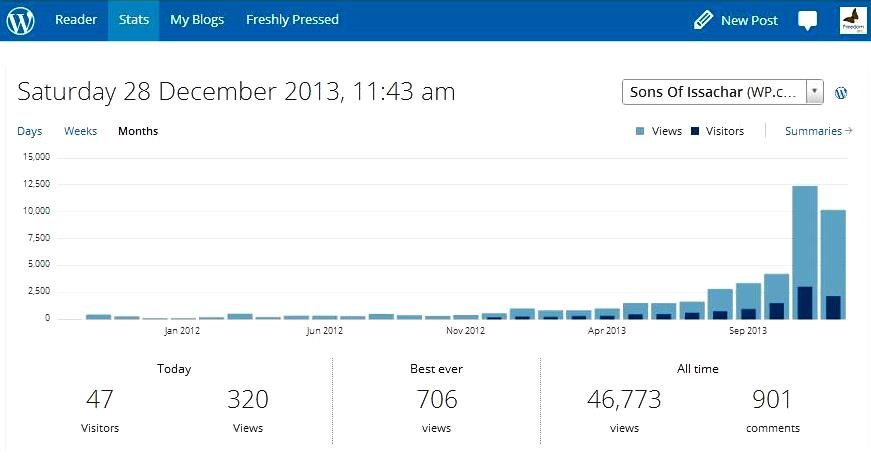 Reader Stats My Blogs Freshly Pressed New Post
Saturday 28 December 2013, 11:43 am
Sons Of Issachar (WP.c...
Days Weeks Months
Views Visitors Summaries→
15,000
12,500
10,000
7,500
5,000
2,500
0
Jan 2012 Jun 2012 Nov 2012 Apr 2013 Sep 2013
Today Best ever All time
47 320 706 46,773 901
Visitors Views views views comments